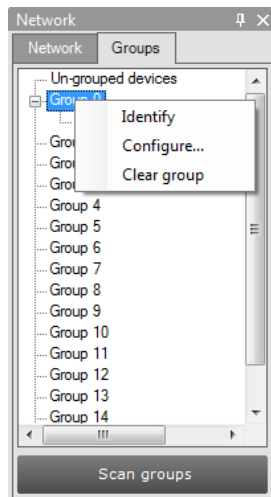 Network
Network Groups
Un-grouped devices
Group 0
Identify
Configure...
Clear group
Group 4
Group 5
Group 6
Group 7
Group 8
Group 9
Group 10
Group 11
Group 12
Group 13
Group 14
Scan groups